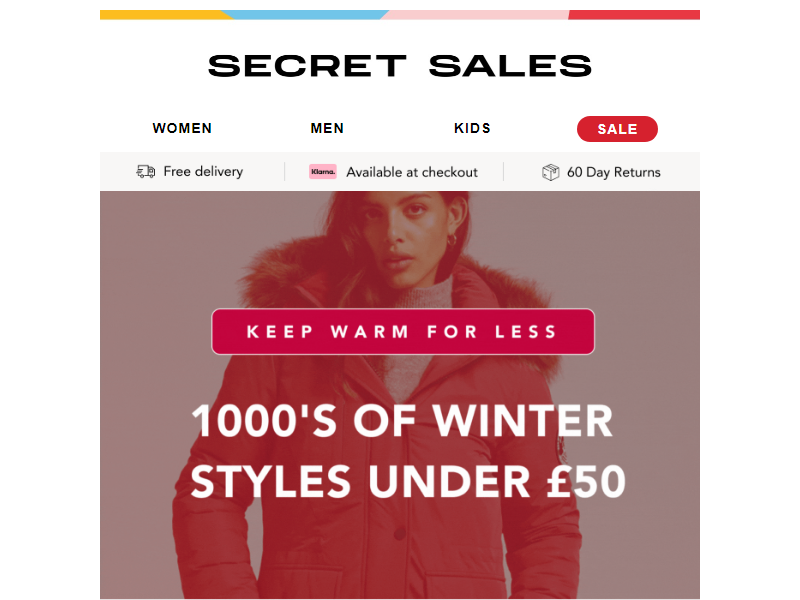 SECRET SALES
WOMEN MEN KIDS SALE
Free delivery Klarna. Available at checkout 60 Day Returns
KEEP WARM FOR LESS
1000'S OF WINTER
STYLES UNDER £50